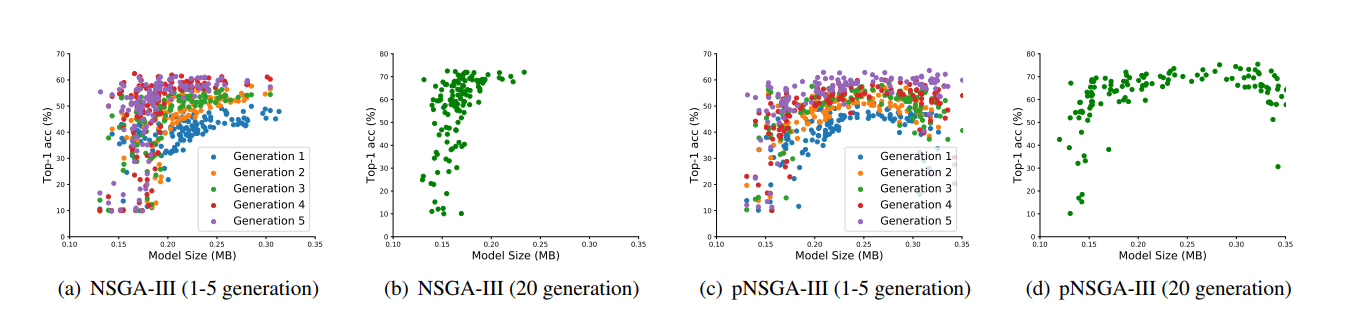 80
70
60
50
40
30
20
10
0
Top-1 acc (%)
0.10 0.15 0.20 0.25 0.30 0.35
Model Size (MB)
Generation 1
Generation 2
Generation 3
Generation 4
Generation 5
(a) NSGA-III (1-5 generation)
80
70
60
50
40
30
20
10
0
Top-1 acc (%)
0.10 0.15 0.20 0.25 0.30 0.35
Model Size (MB)
(b) NSGA-III (20 generation)
70
60
50
40
30
20
10
0
Top-1 acc (%)
0.10 0.15 0.20 0.25 0.30 0.35
Model Size (MB)
Generation 1
Generation 2
Generation 3
Generation 4
Generation 5
(c) pNSGA-III (1-5 generation)
80
70
60
50
40
30
20
10
0
Top-1 acc (%)
0.10 0.15 0.20 0.25 0.30 0.35
Model Size (MB)
(d) pNSGA-III (20 generation)